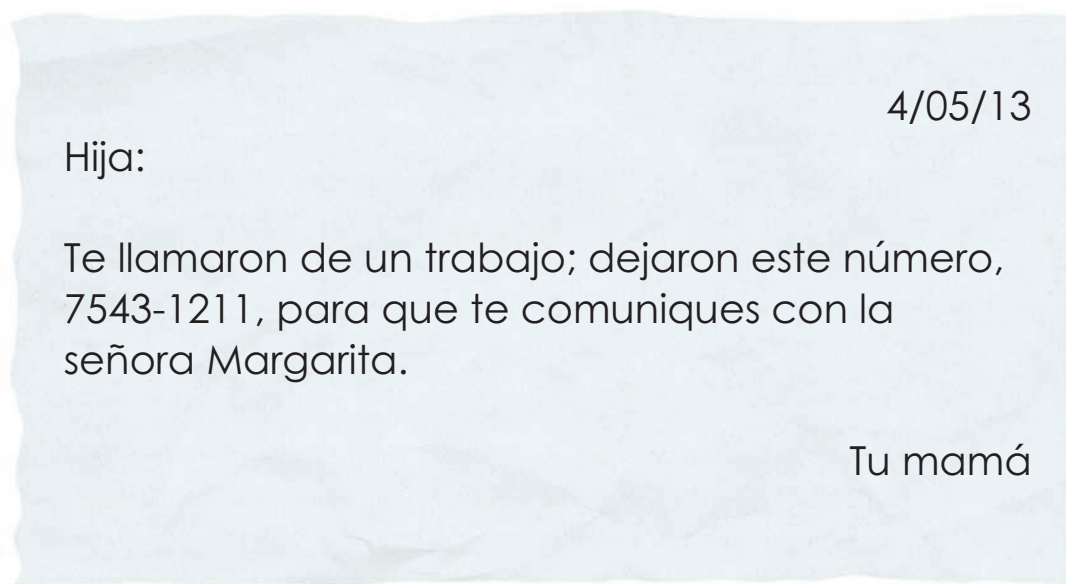 4/05/13
Hija:
Te llamaron de un trabajo; dejaron este número,
7543-1211, para que te comuniques con la
señora Margarita.
Tu mamá